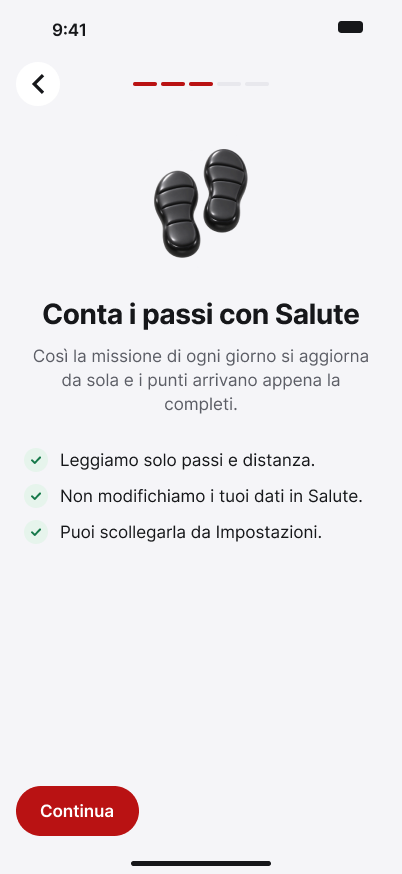 9:41
Conta i passi con Salute
Così la missione di ogni giorno si aggiorna
da sola e i punti arrivano appena la
completi.
Leggiamo solo passi e distanza.
Non modifichiamo i tuoi dati in Salute.
Puoi scollegarla da Impostazioni.
Continua